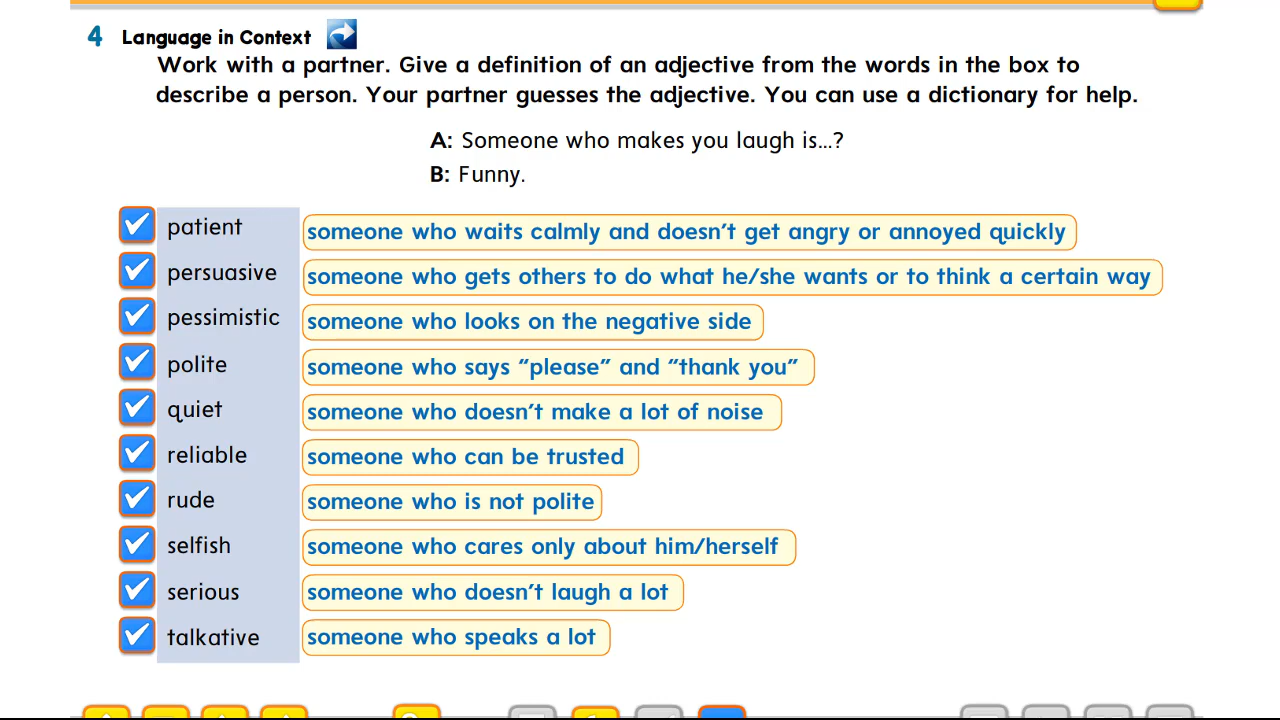 4 Language in Context
Work with a partner. Give a definition of an adjective from the words in the box to
describe a person. Your partner guesses the adjective. You can use a dictionary for help.
A: Someone who makes you laugh is...?
B: Funny.
patient someone who waits calmly and doesn't get angry or annoyed quickly
persuasive someone who gets others to do what he/she wants or to think a certain way
pessimistic someone who looks on the negative side
polite someone who says "please" and "thank you"
quiet someone who doesn't make a lot of noise
reliable someone who can be trusted
rude someone who is not polite
selfish someone who cares only about him/herself
serious someone who doesn't laugh a lot
talkative someone who speaks a lot